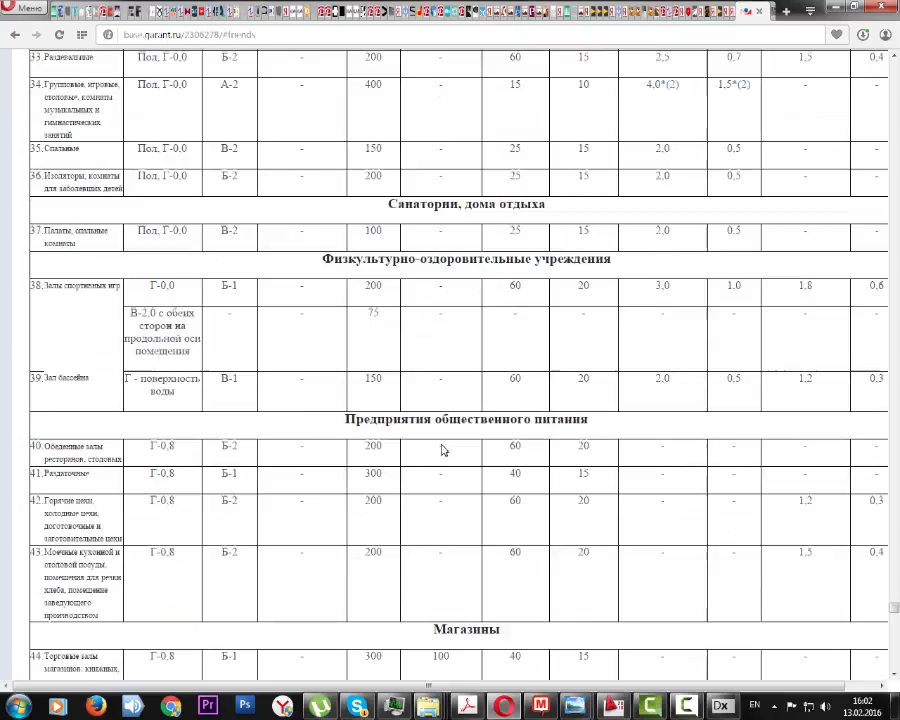 Меню
base.garant.ru/2306278/#friends
33. Раздевальные Пол, Г-0,0 Б-2 - 200 - 60 15 2,5 0,7 1,5 0,4
34. Групповые, игровые, Пол, Г-0,0 А-2 - 400 - 15 10 4,0*(2) 1,5*(2) - -
столовые, комнаты
музыкальных и
гимнастических
занятий
35. Спальные Пол, Г-0,0 В-2 - 150 - 25 15 2,0 0,5 - -
36. Изоляторы, комнаты Пол, Г-0,0 Б-2 - 200 - 25 15 2,0 0,5 - -
для заболевших детей
Санатории, дома отдыха
37. Палаты, спальные Пол, Г-0,0 В-2 - 100 - 25 15 2,0 0,5 - -
комнаты
Физкультурно-оздоровительные учреждения
38. Залы спортивных игр Г-0,0 Б-1 - 200 - 60 20 3,0 1,0 1,8 0,6
В-2,0 с обеих - - 75 - - - - - - -
сторон на
продольной оси
помещения
39. Зал бассейна Г - поверхность В-1 - 150 - 60 20 2,0 0,5 1,2 0,3
воды
Предприятия общественного питания
40. Обеденные залы Г-0,8 Б-2 - 200 - 60 20 - - - -
ресторанов, столовых
41. Раздаточные Г-0,8 Б-1 - 300 - 40 15 - - - -
42. Горячие цехи, Г-0,8 Б-2 - 200 - 60 20 - - 1,2 0,3
холодные цехи,
доготовочные и
заготовительные цехи
43. Моечные кухонной и Г-0,8 Б-2 - 200 - 60 20 - - 1,5 0,4
столовой посуды,
помещения для резки
хлеба, помещение
заведующего
производством
Магазины
44. Торговые залы Г-0,8 Б-1 - 300 100 40 15 - - - -
магазинов: книжных,
Pr Ps Dx EN 16:02
13.02.2016